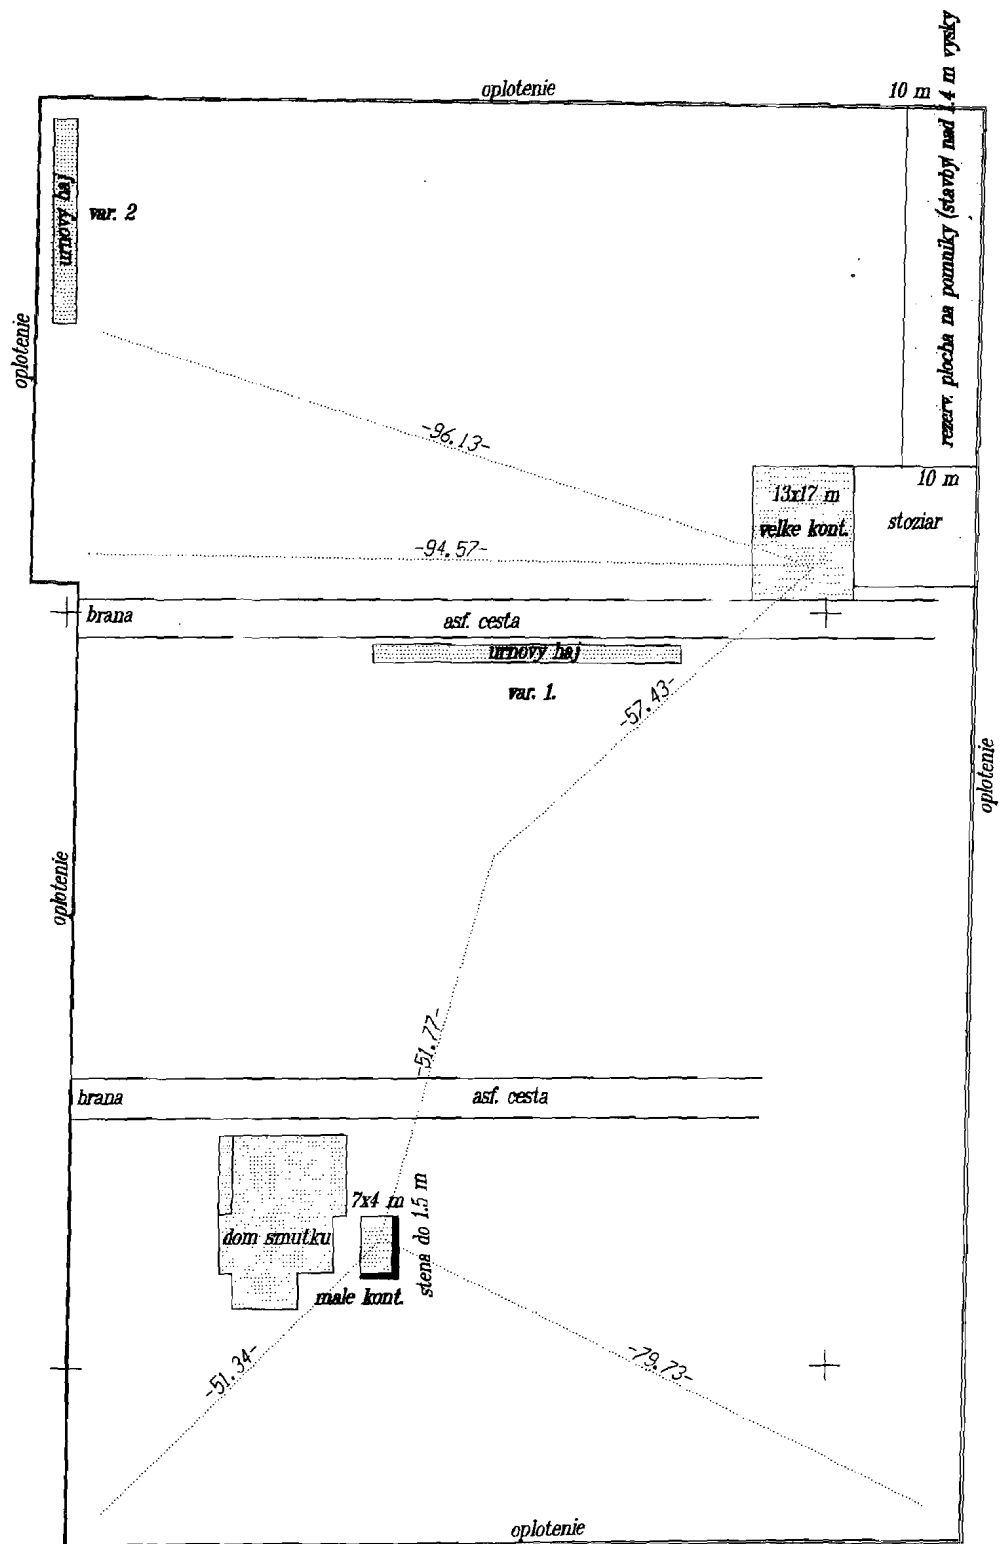 oplotenie
10 m
rezerv. plocha na pomniky (stavby nad 1.4 m vysky
urnovy haj
var. 2
oplotenie
-96.13-
10 m
13x17 m
velke kont.
stoziar
-94.57-
brana
asf. cesta
urnovy haj
var. 1.
-57.43-
oplotenie
oplotenie
-51.77-
brana
asf. cesta
7x4 m
stena do 1.5 m
dom smutku
male kont.
-51.34-
-79.73-
oplotenie